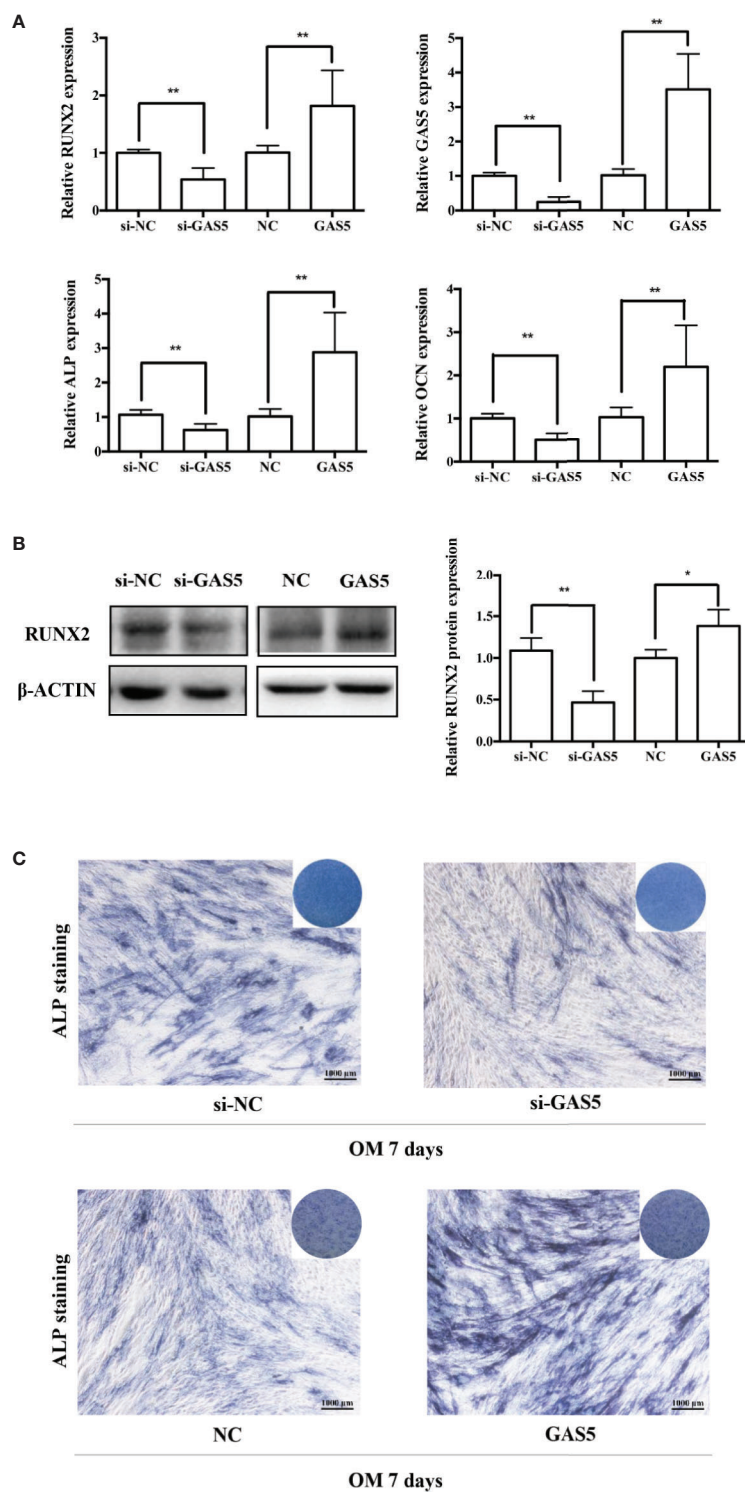 A
Relative RUNX2 expression
3
2
1
0
**
**
si-NC si-GAS5 NC GAS5
Relative GAS5 expression
5
4
3
2
1
0
**
**
si-NC si-GAS5 NC GAS5
Relative ALP expression
5
4
3
2
1
0
**
**
si-NC si-GAS5 NC GAS5
Relative OCN expression
5
4
3
2
1
0
**
**
si-NC si-GAS5 NC GAS5
B
si-NC si-GAS5 NC GAS5
RUNX2
β-ACTIN
Relative RUNX2 protein expression
2.0
1.5
1.0
0.5
0.0
**
*
si-NC si-GAS5 NC GAS5
C
ALP staining
1000 μm
1000 μm
si-NC si-GAS5
OM 7 days
ALP staining
1000 μm
1000 μm
NC GAS5
OM 7 days